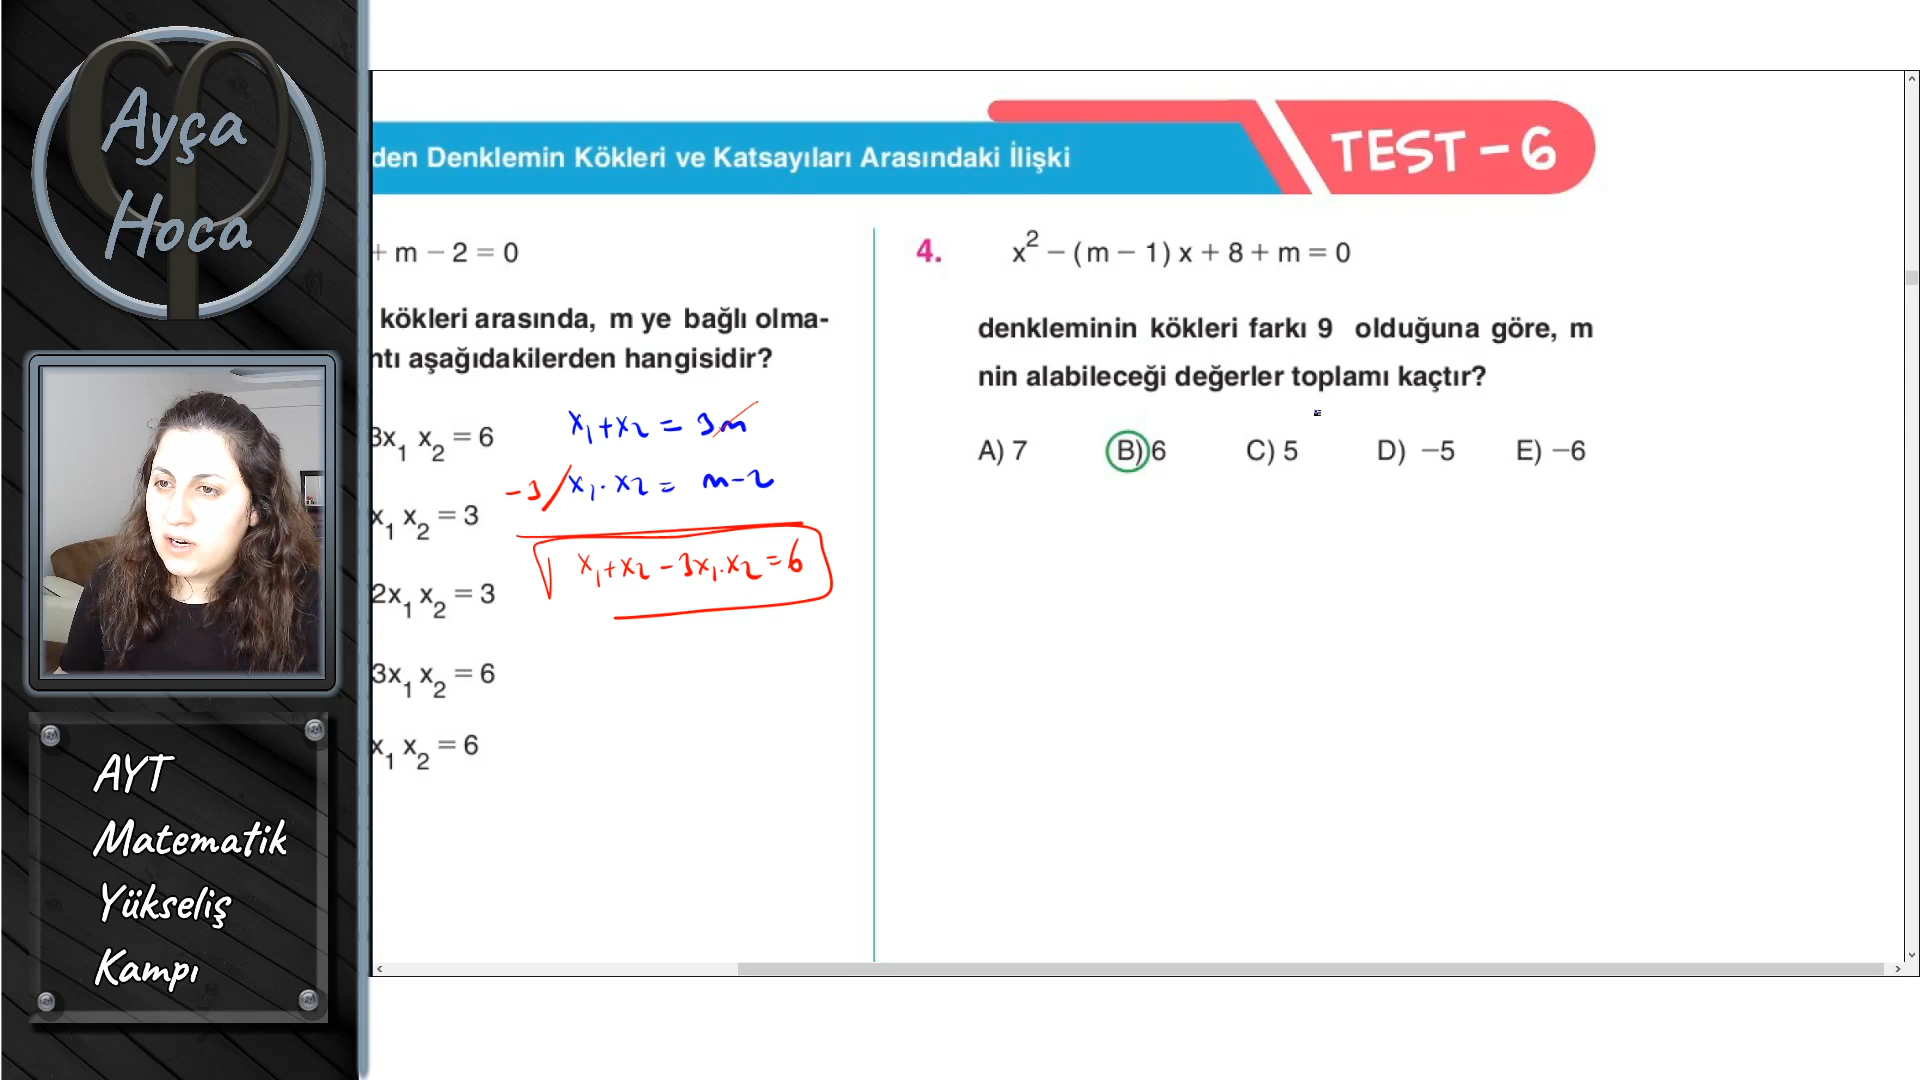 Ayça
Hoca
AYT
Matematik
Yükseliş
Kampı
den Denklemin Kökleri ve Katsayıları Arasındaki İlişki
TEST – 6
+ m – 2 = 0
kökleri arasında, m ye bağlı olma-
ntı aşağıdakilerden hangisidir?
3x₁ x₂ = 6
x₁ x₂ = 3
2x₁ x₂ = 3
3x₁ x₂ = 6
x₁ x₂ = 6
x₁+x₂ = 3m
-3/ x₁·x₂ = m-2
x₁+x₂ - 3x₁·x₂ = 6
4. x² – (m – 1) x + 8 + m = 0
denkleminin kökleri farkı 9 olduğuna göre, m
nin alabileceği değerler toplamı kaçtır?
A) 7 B) 6 C) 5 D) –5 E) –6